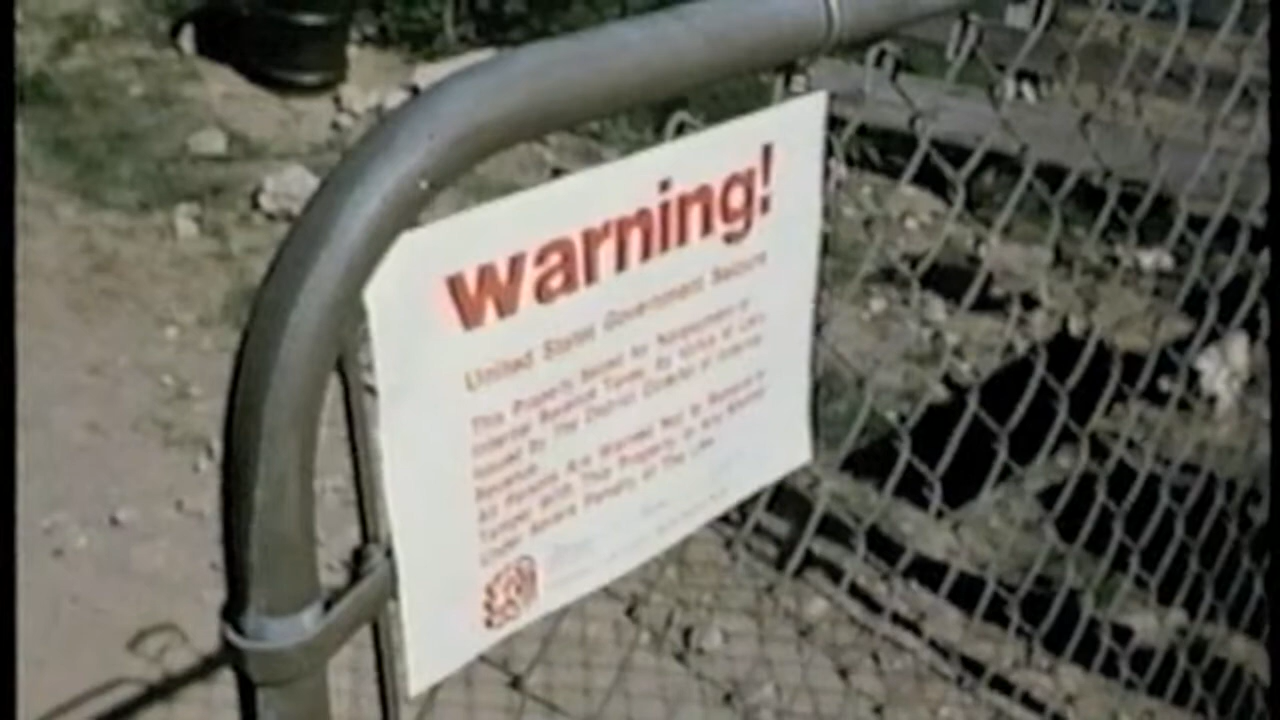 warning!
United States Government Seizure
This Property Seized for Nonpayment of
Internal Revenue Taxes, By Virtue of Levy
Issued By The District Director of Internal
Revenue.
All Persons Are Warned Not to Remove or
Tamper With This Property, in Any Manner
Under Severe Penalty of The Law.